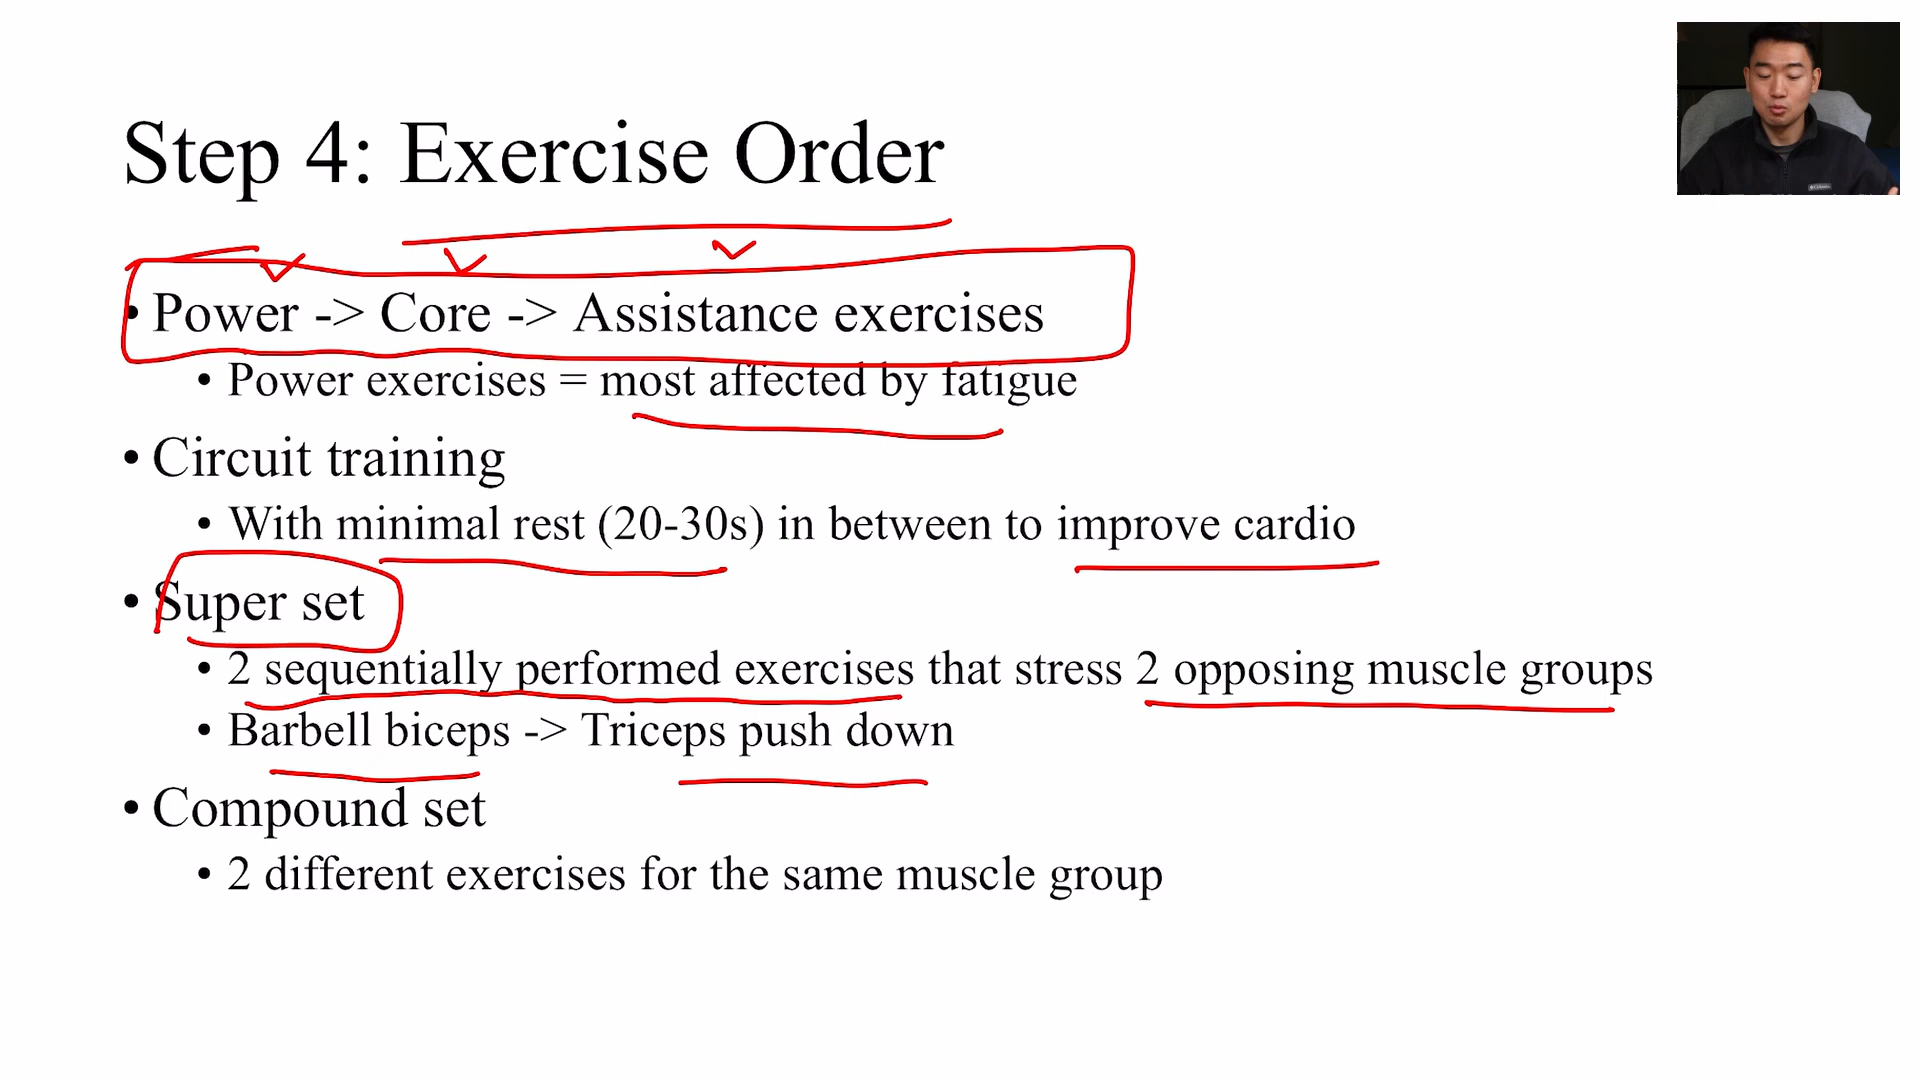 Step 4: Exercise Order
• Power -> Core -> Assistance exercises
• Power exercises = most affected by fatigue
• Circuit training
• With minimal rest (20-30s) in between to improve cardio
• Super set
• 2 sequentially performed exercises that stress 2 opposing muscle groups
• Barbell biceps -> Triceps push down
• Compound set
• 2 different exercises for the same muscle group